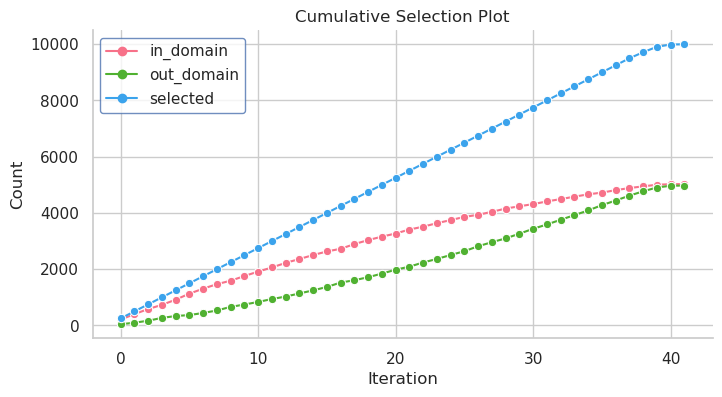 Cumulative Selection Plot
in_domain
out_domain
selected
10000
8000
6000
4000
2000
0
Count
0 10 20 30 40
Iteration